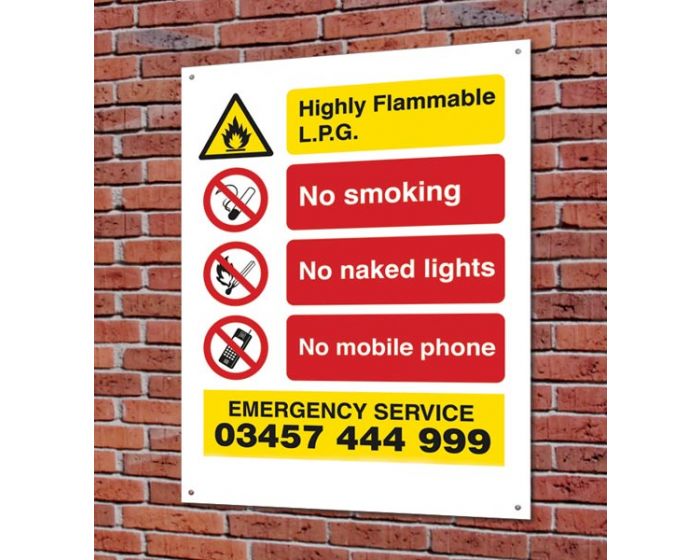 Highly Flammable
L.P.G.
No smoking
No naked lights
No mobile phone
EMERGENCY SERVICE
03457 444 999